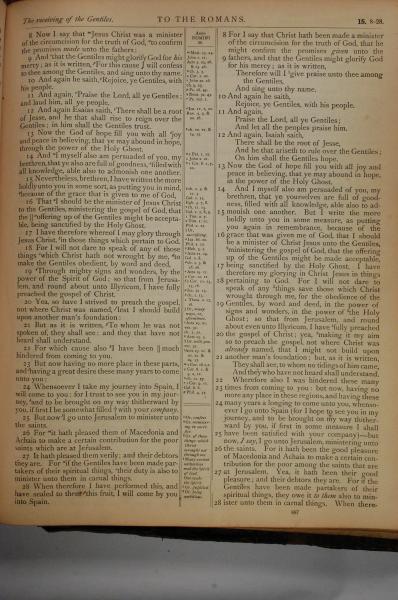 The receiving of the Gentiles.
TO THE ROMANS.
15. 8-28.
8 Now I say that Jesus Christ was a minister
of the circumcision for the truth of God, to confirm
the promises made unto the fathers:
9 And that the Gentiles might glorify God for his
mercy; as it is written, For this cause I will confess
to thee among the Gentiles, and sing unto thy name.
10 And again he saith, Rejoice, ye Gentiles, with
his people.
11 And again, Praise the Lord, all ye Gentiles;
and laud him, all ye people.
12 And again Esaias saith, There shall be a root
of Jesse, and he that shall rise to reign over the
Gentiles; in him shall the Gentiles trust.
13 Now the God of hope fill you with all joy
and peace in believing, that ye may abound in hope,
through the power of the Holy Ghost.
14 And I myself also am persuaded of you, my
brethren, that ye also are full of goodness, filled with
all knowledge, able also to admonish one another.
15 Nevertheless, brethren, I have written the more
boldly unto you in some sort, as putting you in mind,
because of the grace that is given to me of God,
16 That I should be the minister of Jesus Christ
to the Gentiles, ministering the gospel of God, that
the offering up of the Gentiles might be accepta-
ble, being sanctified by the Holy Ghost.
17 I have therefore whereof I may glory through
Jesus Christ in those things which pertain to God.
18 For I will not dare to speak of any of those
things which Christ hath not wrought by me, to
make the Gentiles obedient, by word and deed,
19 Through mighty signs and wonders, by the
power of the Spirit of God; so that from Jerusa-
lem, and round about unto Illyricum, I have fully
preached the gospel of Christ.
20 Yea, so have I strived to preach the gospel,
not where Christ was named, lest I should build
upon another man's foundation:
21 But as it is written, To whom he was not
spoken of, they shall see: and they that have not
heard shall understand.
22 For which cause also I have been much
hindered from coming to you.
23 But now having no more place in these parts,
and having a great desire these many years to come
unto you;
24 Whensoever I take my journey into Spain, I
will come to you: for I trust to see you in my jour-
ney, and to be brought on my way thitherward by
you, if first I be somewhat filled with your company.
25 But now I go unto Jerusalem to minister unto
the saints.
26 For it hath pleased them of Macedonia and
Achaia to make a certain contribution for the poor
saints which are at Jerusalem.
27 It hath pleased them verily; and their debtors
they are. For if the Gentiles have been made par-
takers of their spiritual things, their duty is also to
minister unto them in carnal things.
28 When therefore I have performed this, and
have sealed to them this fruit, I will come by you
into Spain.
Anno
DOMINI
8 For I say that Christ hath been made a minister
of the circumcision for the truth of God, that he
might confirm the promises given unto the
9 fathers, and that the Gentiles might glorify God
for his mercy; as it is written,
Therefore will I give praise unto thee among
the Gentiles,
And sing unto thy name.
10 And again he saith,
Rejoice, ye Gentiles, with his people.
11 And again,
Praise the Lord, all ye Gentiles;
And let all the peoples praise him.
12 And again, Isaiah saith,
There shall be the root of Jesse,
And he that ariseth to rule over the Gentiles;
On him shall the Gentiles hope.
13 Now the God of hope fill you with all joy and
peace in believing, that ye may abound in hope,
in the power of the Holy Ghost.
14 And I myself also am persuaded of you, my
brethren, that ye yourselves are full of good-
ness, filled with all knowledge, able also to ad-
15 monish one another. But I write the more
boldly unto you in some measure, as putting
you again in remembrance, because of the
16 grace that was given me of God, that I should
be a minister of Christ Jesus unto the Gentiles,
ministering the gospel of God, that the offering
up of the Gentiles might be made acceptable,
17 being sanctified by the Holy Ghost. I have
therefore my glorying in Christ Jesus in things
18 pertaining to God. For I will not dare to
speak of any things save those which Christ
wrought through me, for the obedience of the
19 Gentiles, by word and deed, in the power of
signs and wonders, in the power of the Holy
Ghost; so that from Jerusalem, and round
about even unto Illyricum, I have fully preached
20 the gospel of Christ; yea, making it my aim
so to preach the gospel, not where Christ was
already named, that I might not build upon
21 another man's foundation; but, as it is written,
They shall see, to whom no tidings of him came,
And they who have not heard shall understand.
22 Wherefore also I was hindered these many
23 times from coming to you: but now, having no
more any place in these regions, and having these
24 many years a longing to come unto you, whenso-
ever I go unto Spain (for I hope to see you in my
journey, and to be brought on my way thither-
ward by you, if first in some measure I shall
25 have been satisfied with your company)—but
now, I say, I go unto Jerusalem, ministering unto
26 the saints. For it hath been the good pleasure
of Macedonia and Achaia to make a certain con-
tribution for the poor among the saints that are
27 at Jerusalem. Yea, it hath been their good
pleasure; and their debtors they are. For if the
Gentiles have been made partakers of their
spiritual things, they owe it to them also to min-
28 ister unto them in carnal things. When there-